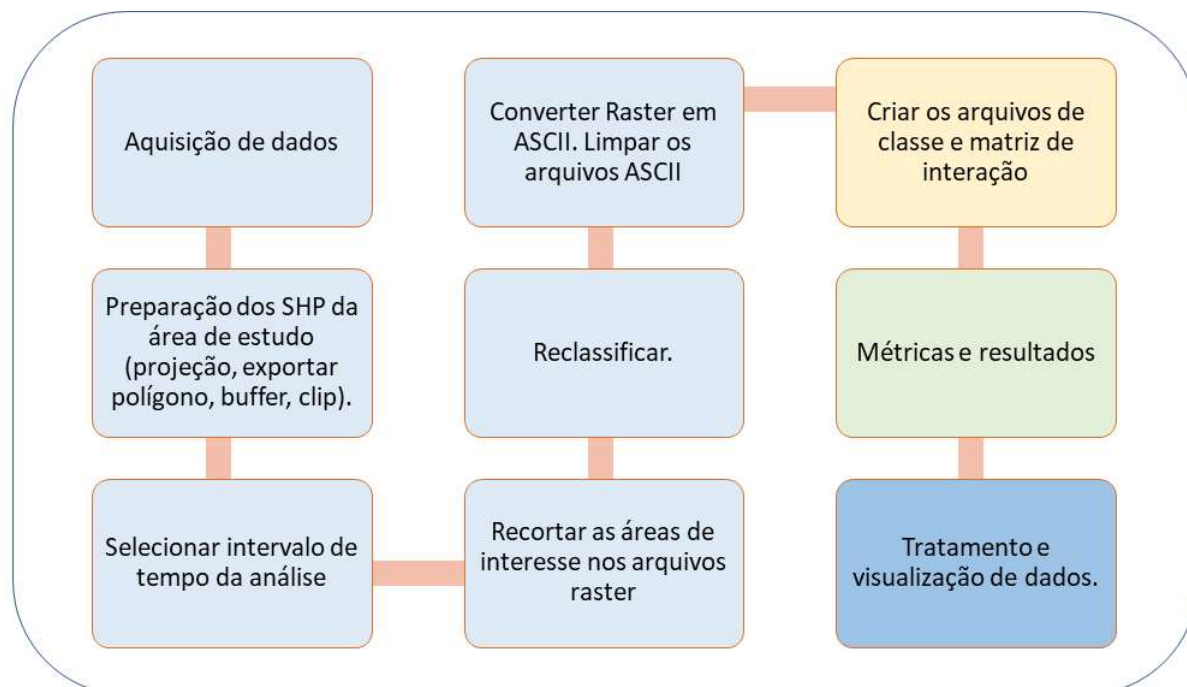 Aquisição de dados
Preparação dos SHP da
área de estudo
(projeção, exportar
polígono, buffer, clip).
Selecionar intervalo de
tempo da análise
Recortar as áreas de
interesse nos arquivos
raster
Reclassificar.
Converter Raster em
ASCII. Limpar os
arquivos ASCII
Criar os arquivos de
classe e matriz de
interação
Métricas e resultados
Tratamento e
visualização de dados.